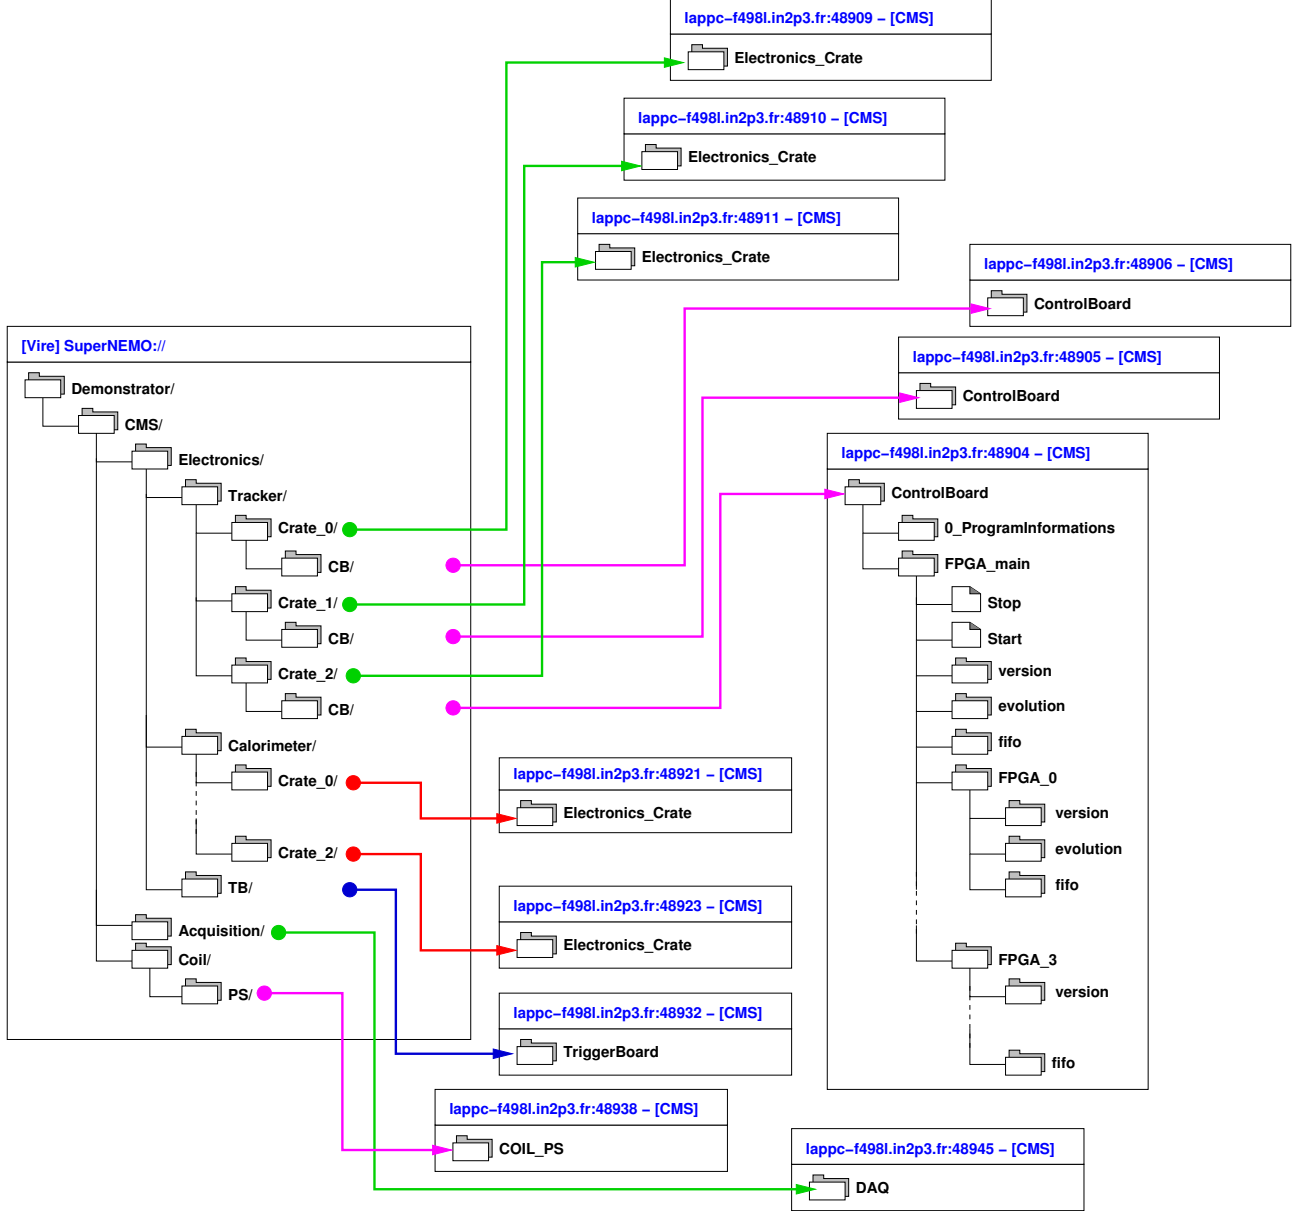 lappc–f498l.in2p3.fr:48909 – [CMS]
Electronics_Crate
lappc–f498l.in2p3.fr:48910 – [CMS]
Electronics_Crate
lappc–f498l.in2p3.fr:48911 – [CMS]
Electronics_Crate
lappc–f498l.in2p3.fr:48906 – [CMS]
ControlBoard
lappc–f498l.in2p3.fr:48905 – [CMS]
ControlBoard
[Vire] SuperNEMO://
Demonstrator/
CMS/
Electronics/
Tracker/
Crate_0/
CB/
Crate_1/
CB/
Crate_2/
CB/
Calorimeter/
Crate_0/
Crate_2/
TB/
Acquisition/
Coil/
PS/
lappc–f498l.in2p3.fr:48904 – [CMS]
ControlBoard
0_ProgramInformations
FPGA_main
Stop
Start
version
evolution
fifo
FPGA_0
version
evolution
fifo
FPGA_3
version
fifo
lappc–f498l.in2p3.fr:48921 – [CMS]
Electronics_Crate
lappc–f498l.in2p3.fr:48923 – [CMS]
Electronics_Crate
lappc–f498l.in2p3.fr:48932 – [CMS]
TriggerBoard
lappc–f498l.in2p3.fr:48938 – [CMS]
COIL_PS
lappc–f498l.in2p3.fr:48945 – [CMS]
DAQ